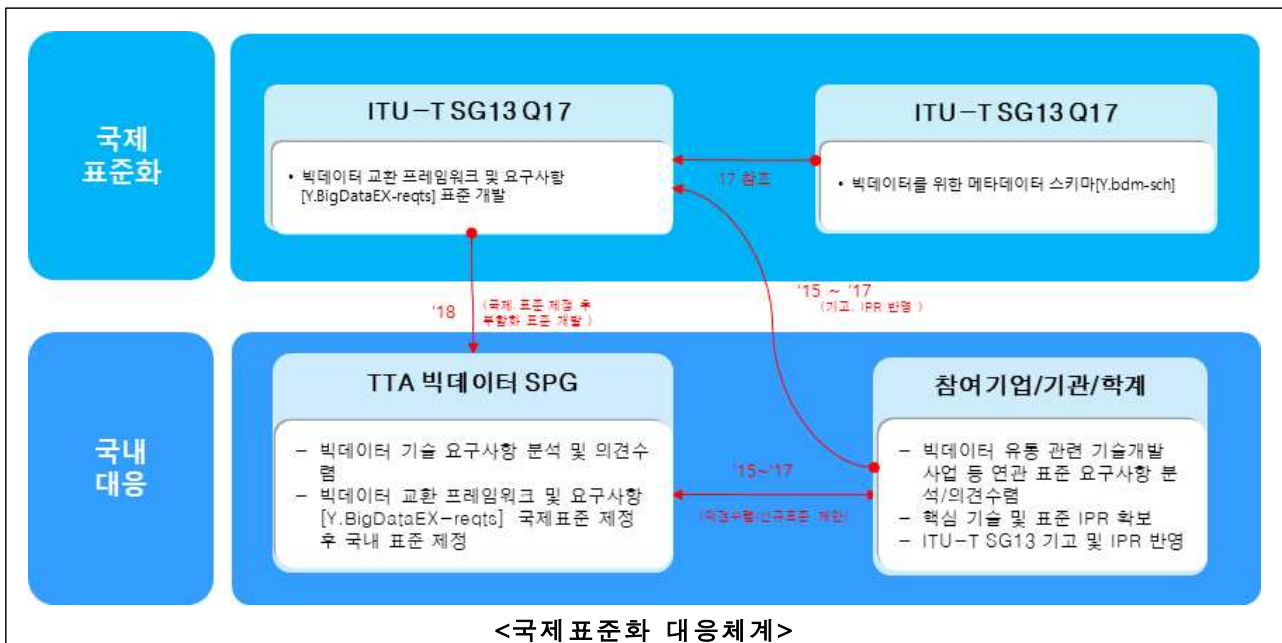 국제
표준화
ITU-T SG13 Q17
• 빅데이터 교환 프레임워크 및 요구사항
[Y.BigDataEX-reqts] 표준 개발
'17 참조
ITU-T SG13 Q17
• 빅데이터를 위한 메타데이터 스키마[Y.bdm-sch]
'18
(국제 표준 제정 후
부합화 표준 개발 )
'15 ~ '17
(기고, IPR 반영 )
국내
대응
TTA 빅데이터 SPG
– 빅데이터 기술 요구사항 분석 및 의견수
렴
– 빅데이터 교환 프레임워크 및 요구사항
[Y.BigDataEX-reqts] 국제표준 제정
후 국내 표준 제정
'15~'17
(의견수렴/신규표준 제안)
참여기업/기관/학계
– 빅데이터 유통 관련 기술개발
사업 등 연관 표준 요구사항 분
석/의견수렴
– 핵심 기술 및 표준 IPR 확보
– ITU-T SG13 기고 및 IPR 반영
<국제표준화 대응체계>